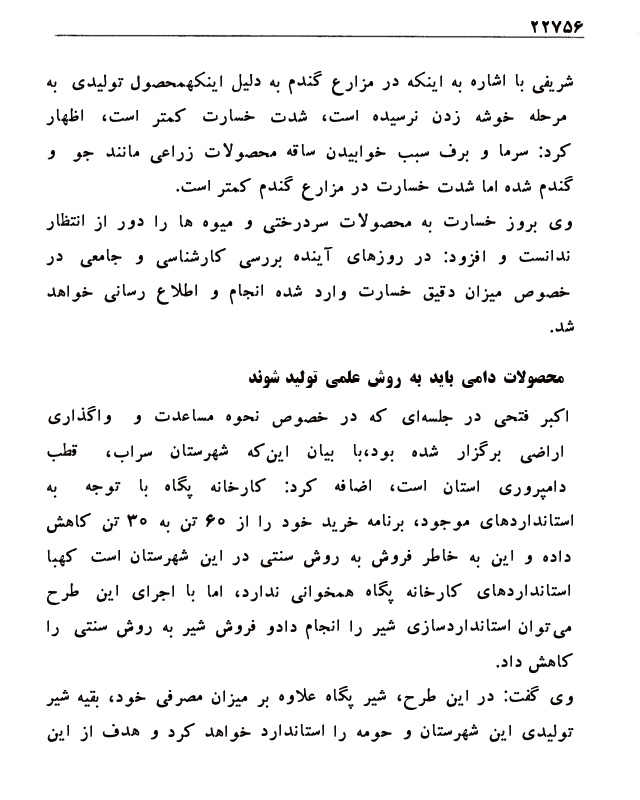 ۲۲۷۵۶
شریفی با اشاره به اینکه در مزارع گندم به دلیل اینکهمحصول تولیدی به
مرحله خوشه زدن نرسیده است، شدت خسارت کمتر است، اظهار
کرد: سرما و برف سبب خوابیدن ساقه محصولات زراعی مانند جو و
گندم شده اما شدت خسارت در مزارع گندم کمتر است.
وی بروز خسارت به محصولات سردرختی و میوه ها را دور از انتظار
ندانست و افزود: در روزهای آینده بررسی کارشناسی و جامعی در
خصوص میزان دقیق خسارت وارد شده انجام و اطلاع رسانی خواهد
شد.
محصولات دامی باید به روش علمی تولید شوند
اکبر فتحی در جلسه‌ای که در خصوص نحوه مساعدت و واگذاری
اراضی برگزار شده بود،با بیان این‌که شهرستان سراب، قطب
دامپروری استان است، اضافه کرد: کارخانه پگاه با توجه به
استانداردهای موجود، برنامه خرید خود را از ۶۰ تن به ۳۰ تن کاهش
داده و این به خاطر فروش به روش سنتی در این شهرستان است کهبا
استانداردهای کارخانه پگاه همخوانی ندارد، اما با اجرای این طرح
می‌توان استانداردسازی شیر را انجام دادو فروش شیر به روش سنتی را
کاهش داد.
وی گفت: در این طرح، شیر پگاه علاوه بر میزان مصرفی خود، بقیه شیر
تولیدی این شهرستان و حومه را استاندارد خواهد کرد و هدف از این